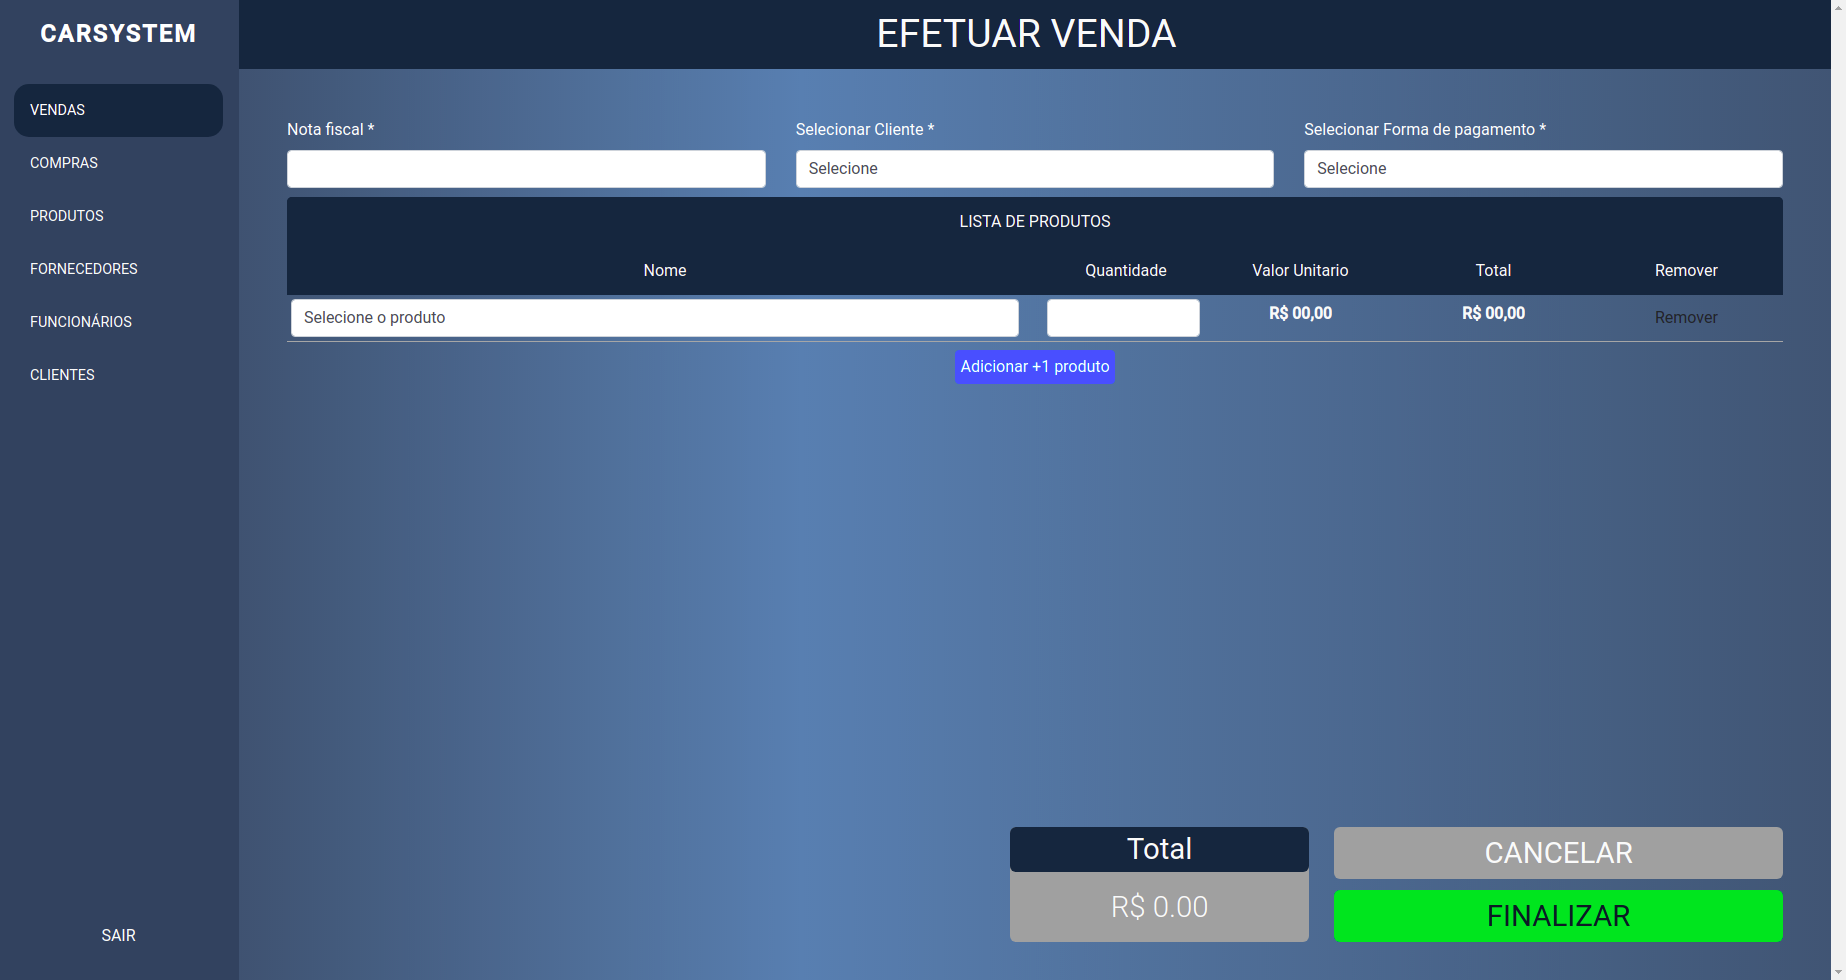 CARSYSTEM
VENDAS
COMPRAS
PRODUTOS
FORNECEDORES
FUNCIONÁRIOS
CLIENTES
SAIR
EFETUAR VENDA
Nota fiscal *
Selecionar Cliente *
Selecionar Forma de pagamento *
Selecione
Selecione
LISTA DE PRODUTOS
Nome Quantidade Valor Unitario Total Remover
Selecione o produto R$ 00,00 R$ 00,00 Remover
Adicionar +1 produto
Total
R$ 0.00
CANCELAR
FINALIZAR